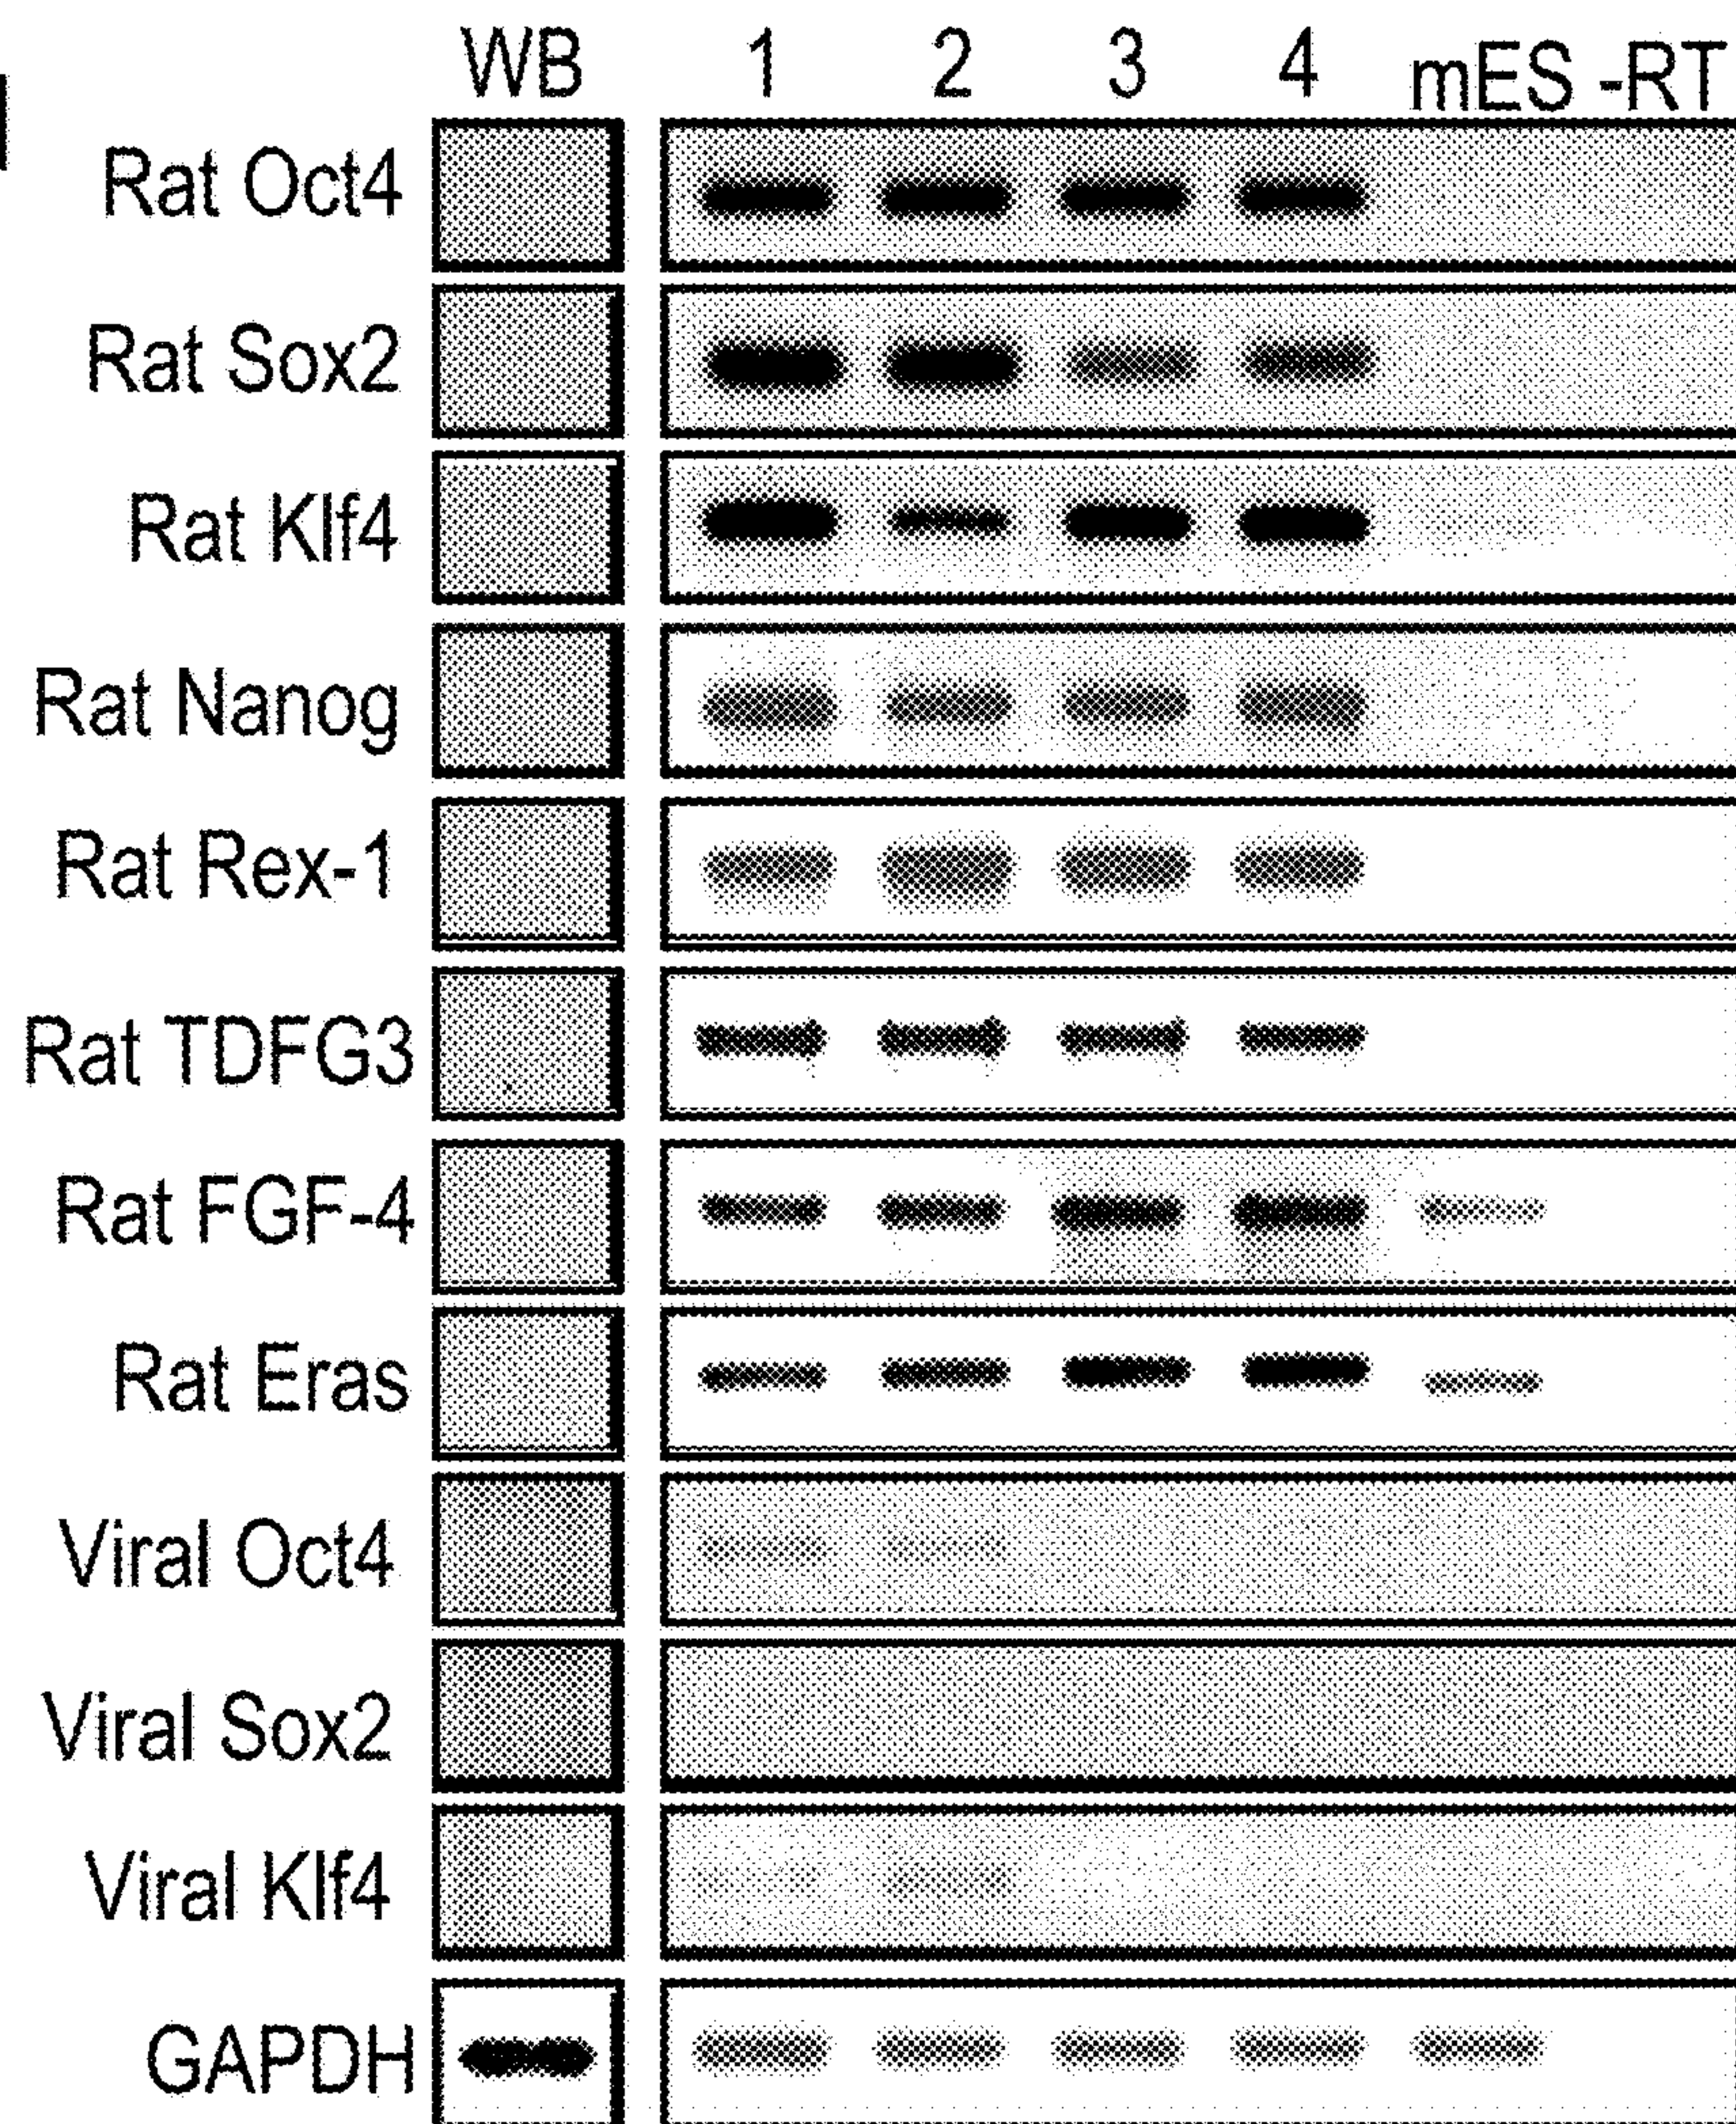 WB 1 2 3 4 mES -RT
Rat Oct4
Rat Sox2
Rat Klf4
Rat Nanog
Rat Rex-1
Rat TDFG3
Rat FGF-4
Rat Eras
Viral Oct4
Viral Sox2
Viral Klf4
GAPDH